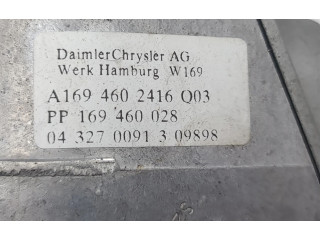 DaimlerChrysler AG
Werk Hamburg W169
A169 460 2416 Q03
PP 169 460 028
04 327 0091 3 09898